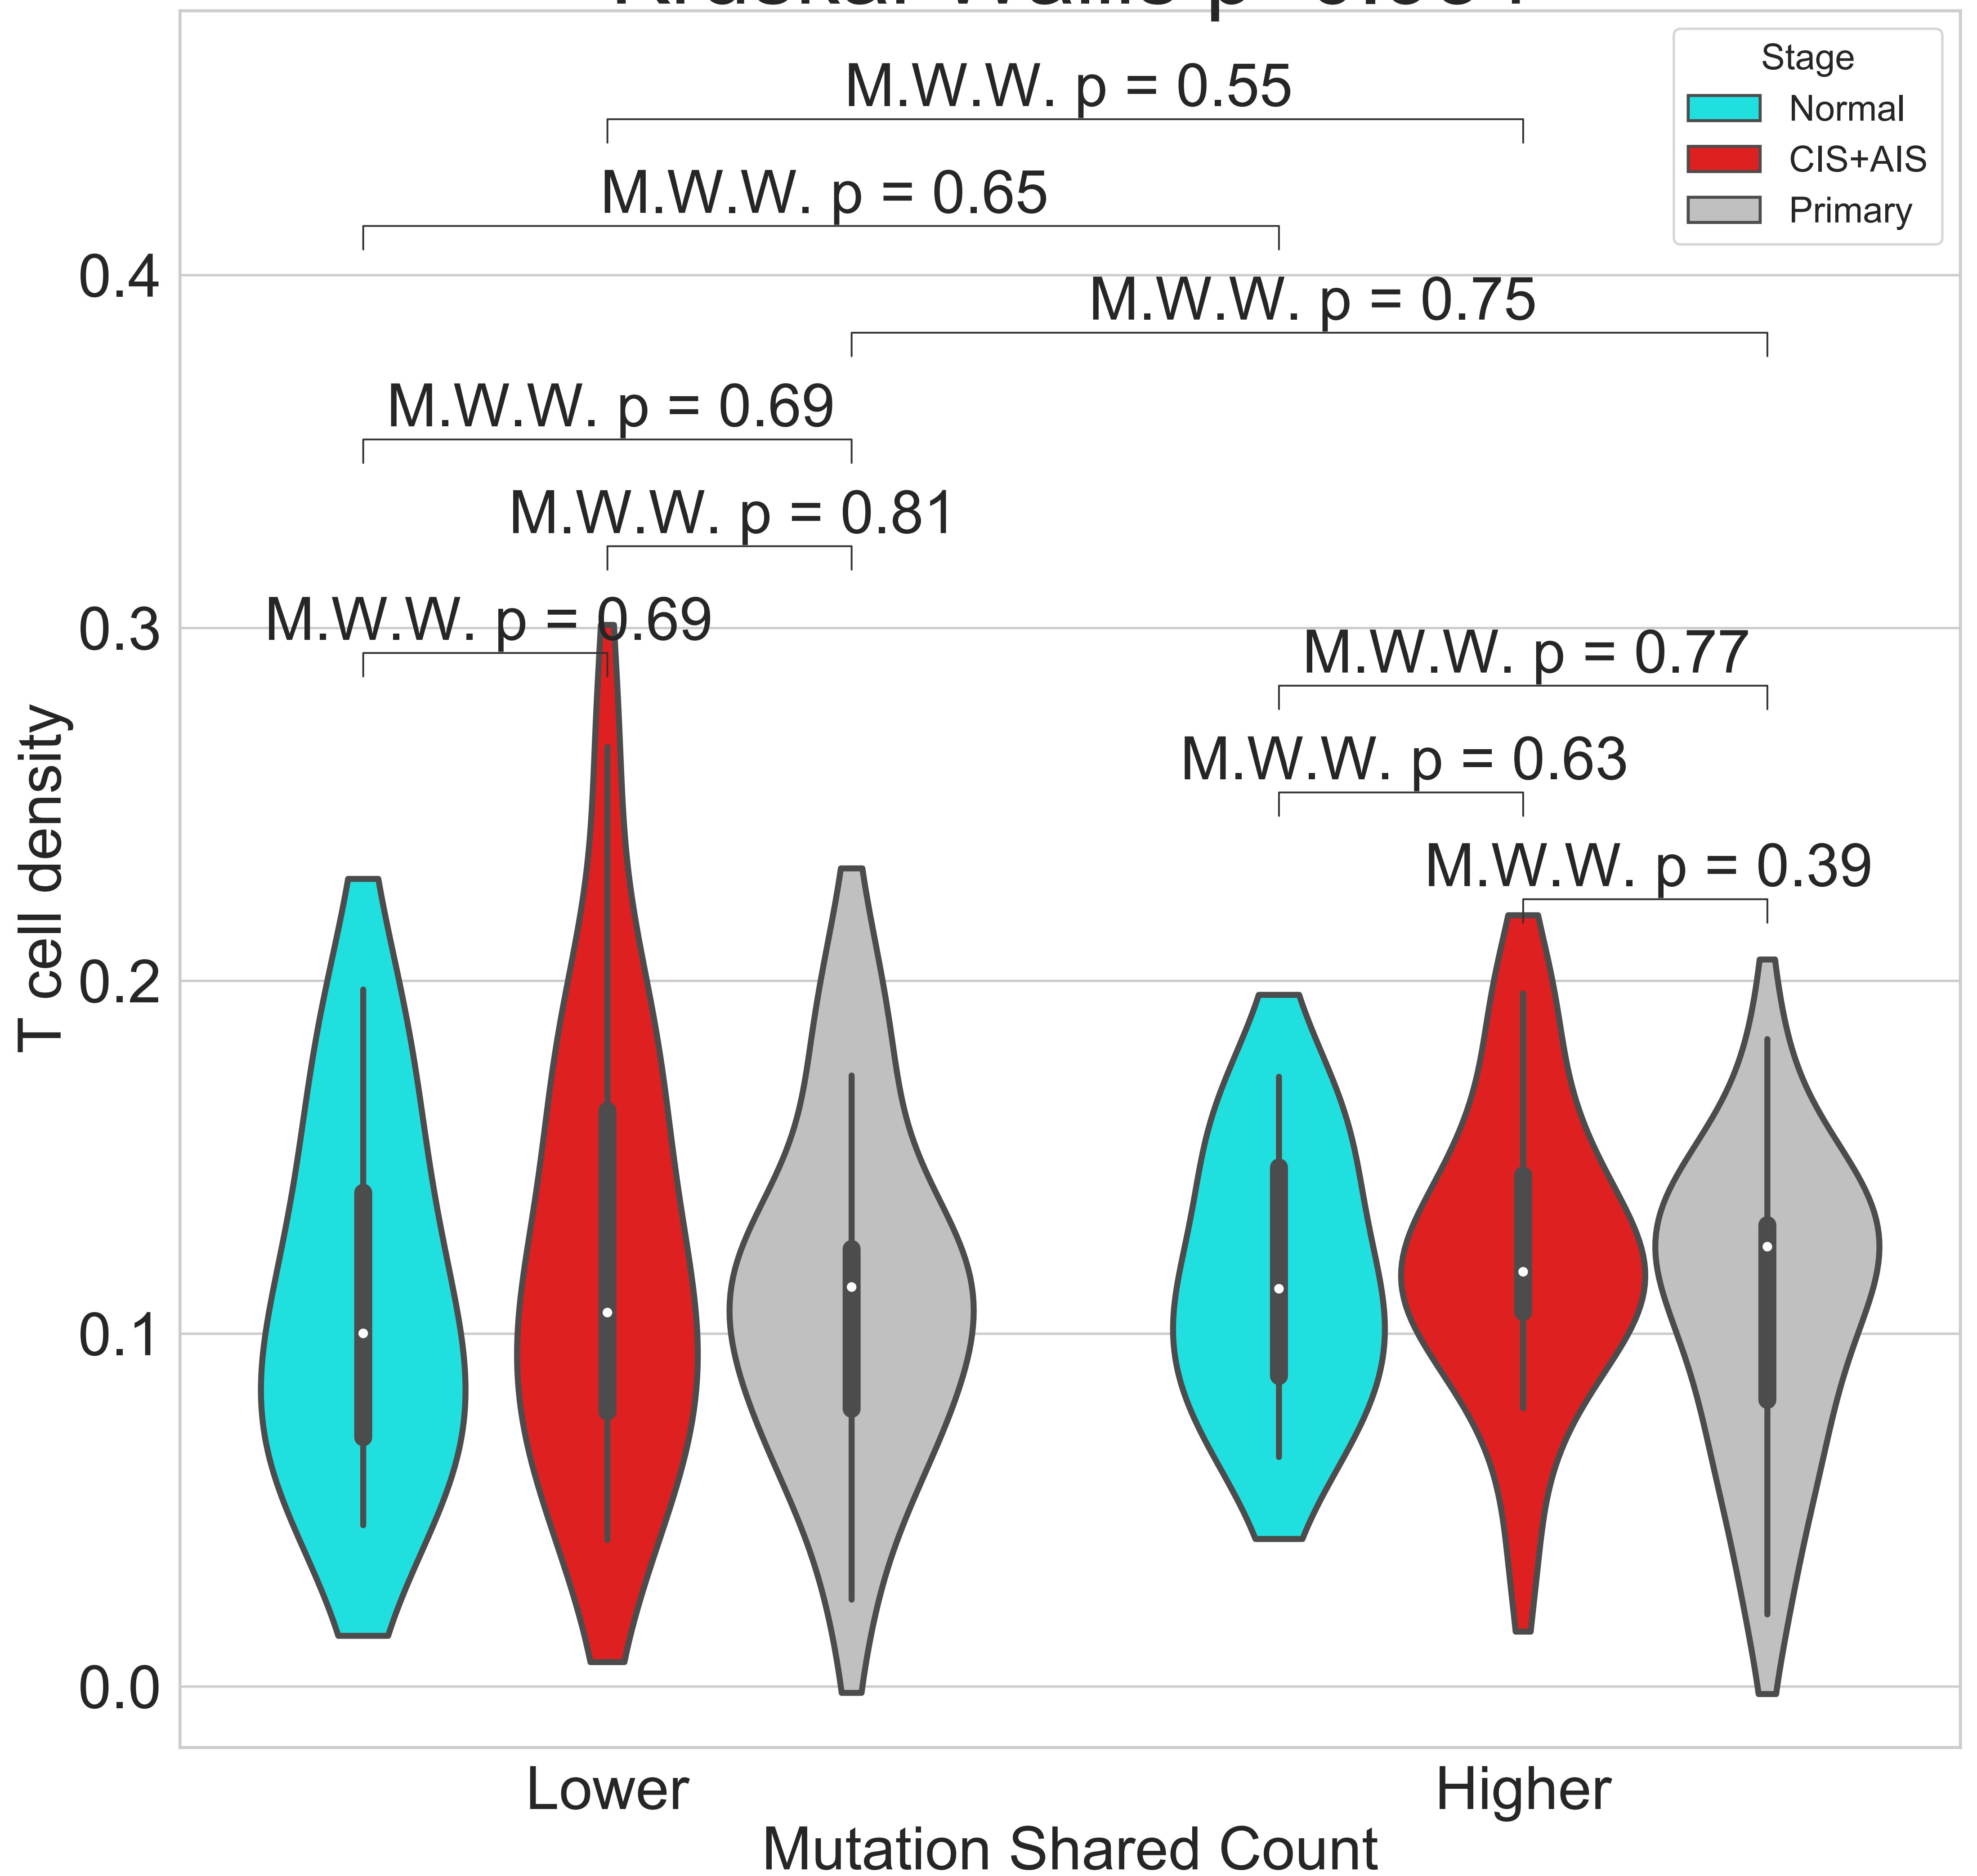 Stage
Normal
CIS+AIS
Primary
M.W.W. p = 0.55
M.W.W. p = 0.65
M.W.W. p = 0.75
M.W.W. p = 0.69
M.W.W. p = 0.81
M.W.W. p = 0.69
M.W.W. p = 0.77
M.W.W. p = 0.63
M.W.W. p = 0.39
0.4
0.3
0.2
0.1
0.0
T cell density
Lower
Higher
Mutation Shared Count